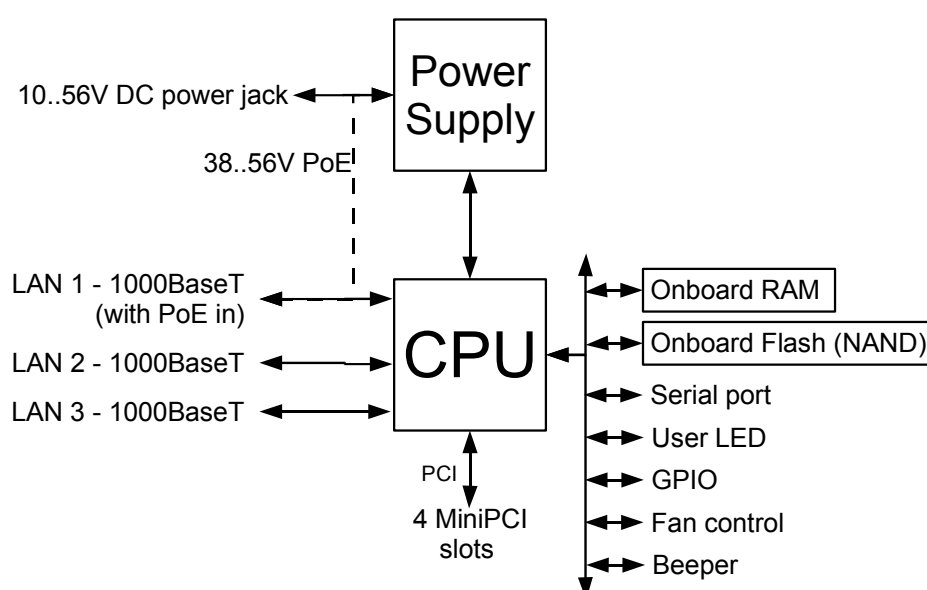 Power
Supply
10..56V DC power jack
38..56V PoE
LAN 1 - 1000BaseT
(with PoE in)
LAN 2 - 1000BaseT
LAN 3 - 1000BaseT
CPU
PCI
4 MiniPCI
slots
Onboard RAM
Onboard Flash (NAND)
Serial port
User LED
GPIO
Fan control
Beeper